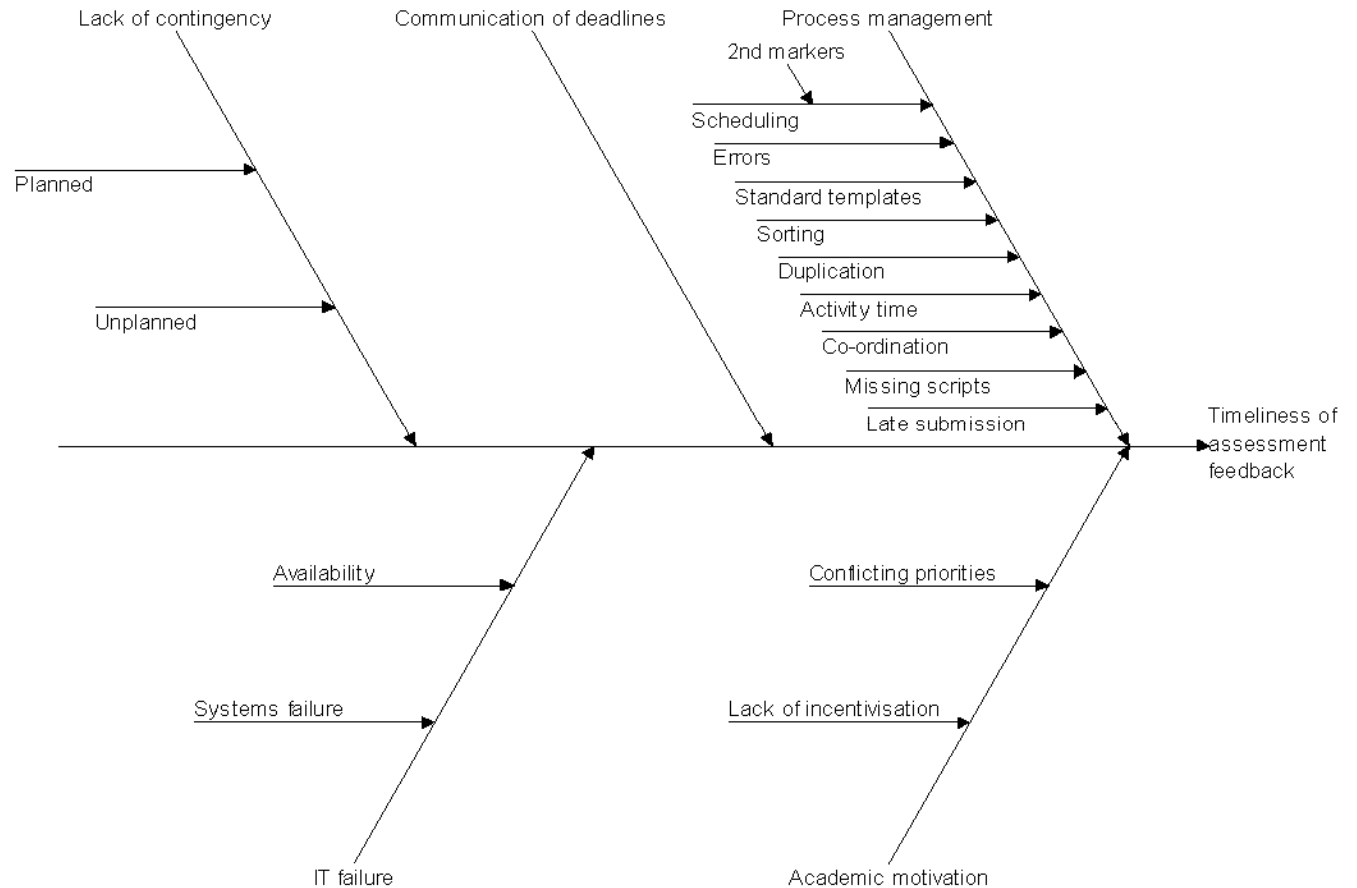 Lack of contingency
Communication of deadlines
Process management
2nd markers
Scheduling
Errors
Planned
Standard templates
Sorting
Duplication
Activity time
Unplanned
Co-ordination
Missing scripts
Late submission
Timeliness of
assessment
feedback
Availability
Conflicting priorities
Systems failure
Lack of incentivisation
IT failure
Academic motivation